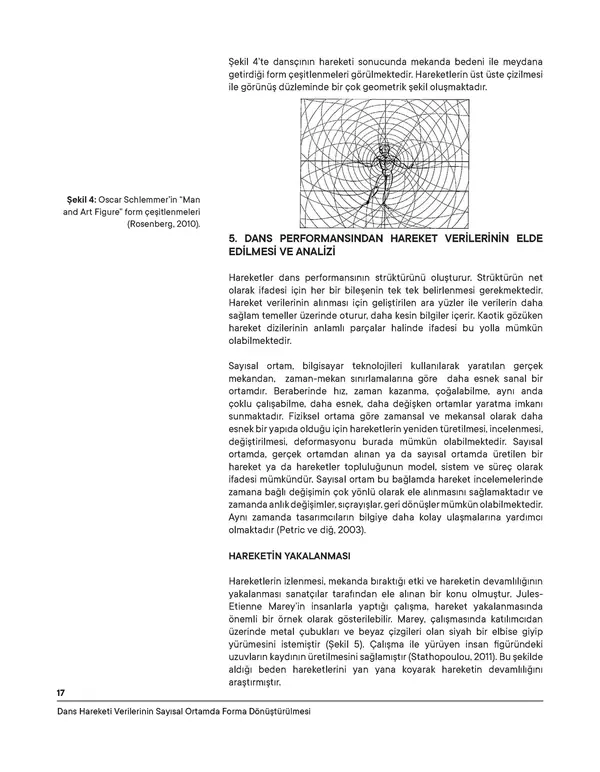 Şekil 4'te dansçının hareketi sonucunda mekanda bedeni ile meydana
getirdiği form çeşitlenmeleri görülmektedir. Hareketlerin üst üste çizilmesi
ile görünüş düzleminde bir çok geometrik şekil oluşmaktadır.
Şekil 4: Oscar Schlemmer'in "Man
and Art Figure" form çeşitlenmeleri
(Rosenberg, 2010).
5. DANS PERFORMANSINDAN HAREKET VERİLERİNİN ELDE
EDİLMESİ VE ANALİZİ
Hareketler dans performansının strüktürünü oluşturur. Strüktürün net
olarak ifadesi için her bir bileşenin tek tek belirlenmesi gerekmektedir.
Hareket verilerinin alınması için geliştirilen ara yüzler ile verilerin daha
sağlam temeller üzerinde oturur, daha kesin bilgiler içerir. Kaotik gözüken
hareket dizilerinin anlamlı parçalar halinde ifadesi bu yolla mümkün
olabilmektedir.
Sayısal ortam, bilgisayar teknolojileri kullanılarak yaratılan gerçek
mekandan, zaman-mekan sınırlamalarına göre daha esnek sanal bir
ortamdır. Beraberinde hız, zaman kazanma, çoğalabilme, aynı anda
çoklu çalışabilme, daha esnek, daha değişken ortamlar yaratma imkanı
sunmaktadır. Fiziksel ortama göre zamansal ve mekansal olarak daha
esnek bir yapıda olduğu için hareketlerin yeniden türetilmesi, incelenmesi,
değiştirilmesi, deformasyonu burada mümkün olabilmektedir. Sayısal
ortamda, gerçek ortamdan alınan ya da sayısal ortamda üretilen bir
hareket ya da hareketler topluluğunun model, sistem ve süreç olarak
ifadesi mümkündür. Sayısal ortam bu bağlamda hareket incelemelerinde
zamana bağlı değişimin çok yönlü olarak ele alınmasını sağlamaktadır ve
zamanda anlık değişimler, sıçrayışlar, geri dönüşler mümkün olabilmektedir.
Aynı zamanda tasarımcıların bilgiye daha kolay ulaşmalarına yardımcı
olmaktadır (Petric ve diğ, 2003).
HAREKETİN YAKALANMASI
Hareketlerin izlenmesi, mekanda bıraktığı etki ve hareketin devamlılığının
yakalanması sanatçılar tarafından ele alınan bir konu olmuştur. Jules-
Etienne Marey'in insanlarla yaptığı çalışma, hareket yakalanmasında
önemli bir örnek olarak gösterilebilir. Marey, çalışmasında katılımcıdan
üzerinde metal çubukları ve beyaz çizgileri olan siyah bir elbise giyip
yürümesini istemiştir (Şekil 5). Çalışma ile yürüyen insan figüründeki
uzuvların kaydının üretilmesini sağlamıştır (Stathopoulou, 2011). Bu şekilde
aldığı beden hareketlerini yan yana koyarak hareketin devamlılığını
araştırmıştır.
17
Dans Hareketi Verilerinin Sayısal Ortamda Forma Dönüştürülmesi